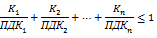 K₁/ПДК₁ + K₂/ПДК₂ + ⋯ + Kₙ/ПДКₙ ≤ 1